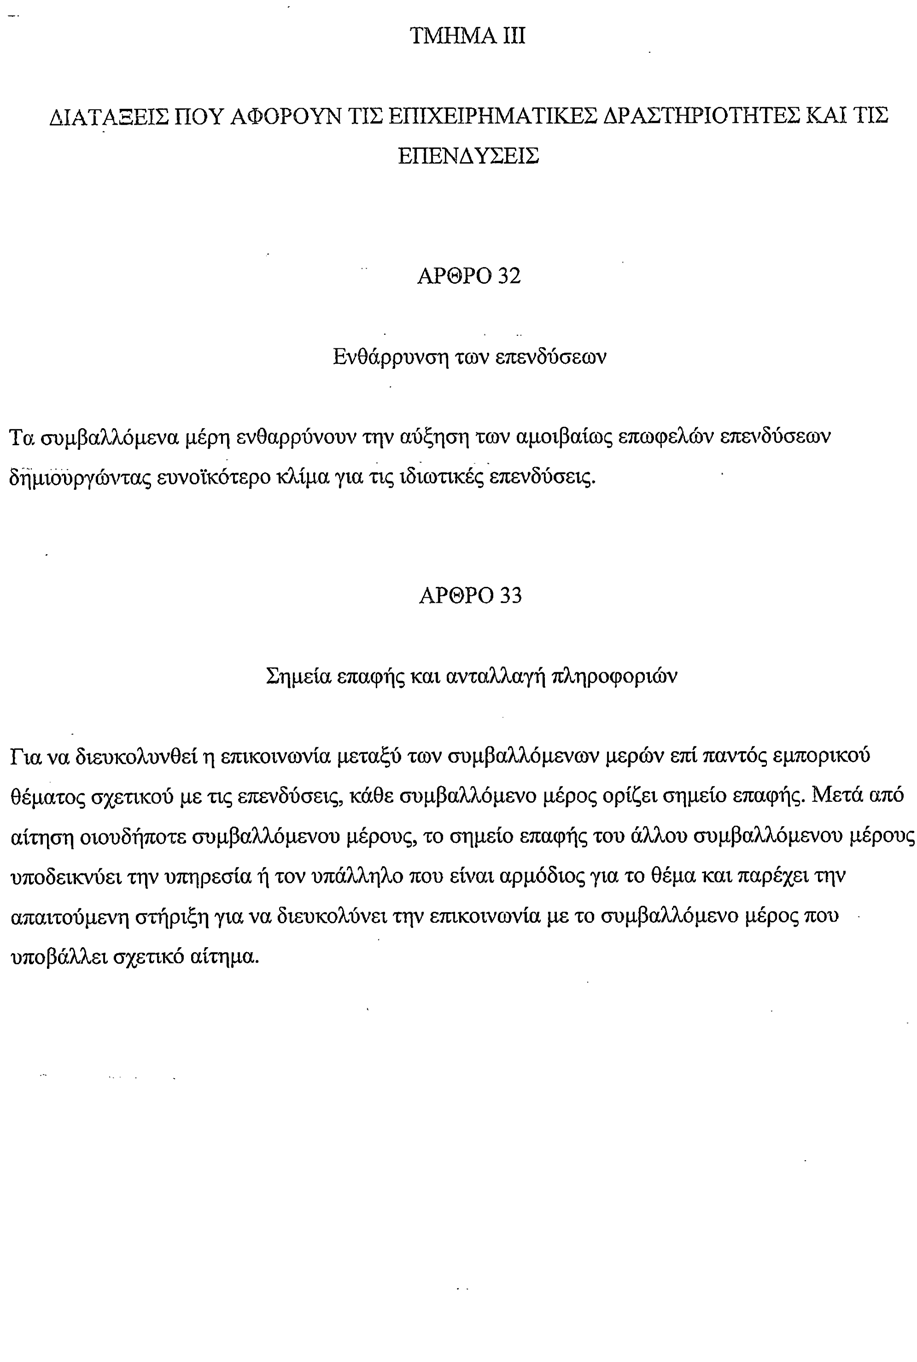 ΤΜΗΜΑ ΙΙΙ
ΔΙΑΤΑΞΕΙΣ ΠΟΥ ΑΦΟΡΟΥΝ ΤΙΣ ΕΠΙΧΕΙΡΗΜΑΤΙΚΕΣ ΔΡΑΣΤΗΡΙΟΤΗΤΕΣ ΚΑΙ ΤΙΣ
ΕΠΕΝΔΥΣΕΙΣ
ΑΡΘΡΟ 32
Ενθάρρυνση των επενδύσεων
Τα συμβαλλόμενα μέρη ενθαρρύνουν την αύξηση των αμοιβαίως επωφελών επενδύσεων
δημιουργώντας ευνοϊκότερο κλίμα για τις ιδιωτικές επενδύσεις.
ΑΡΘΡΟ 33
Σημεία επαφής και ανταλλαγή πληροφοριών
Για να διευκολυνθεί η επικοινωνία μεταξύ των συμβαλλόμενων μερών επί παντός εμπορικού
θέματος σχετικού με τις επενδύσεις, κάθε συμβαλλόμενο μέρος ορίζει σημείο επαφής. Μετά από
αίτηση οιουδήποτε συμβαλλόμενου μέρους, το σημείο επαφής του άλλου συμβαλλόμενου μέρους
υποδεικνύει την υπηρεσία ή τον υπάλληλο που είναι αρμόδιος για το θέμα και παρέχει την
απαιτούμενη στήριξη για να διευκολύνει την επικοινωνία με το συμβαλλόμενο μέρος που
υποβάλλει σχετικό αίτημα.